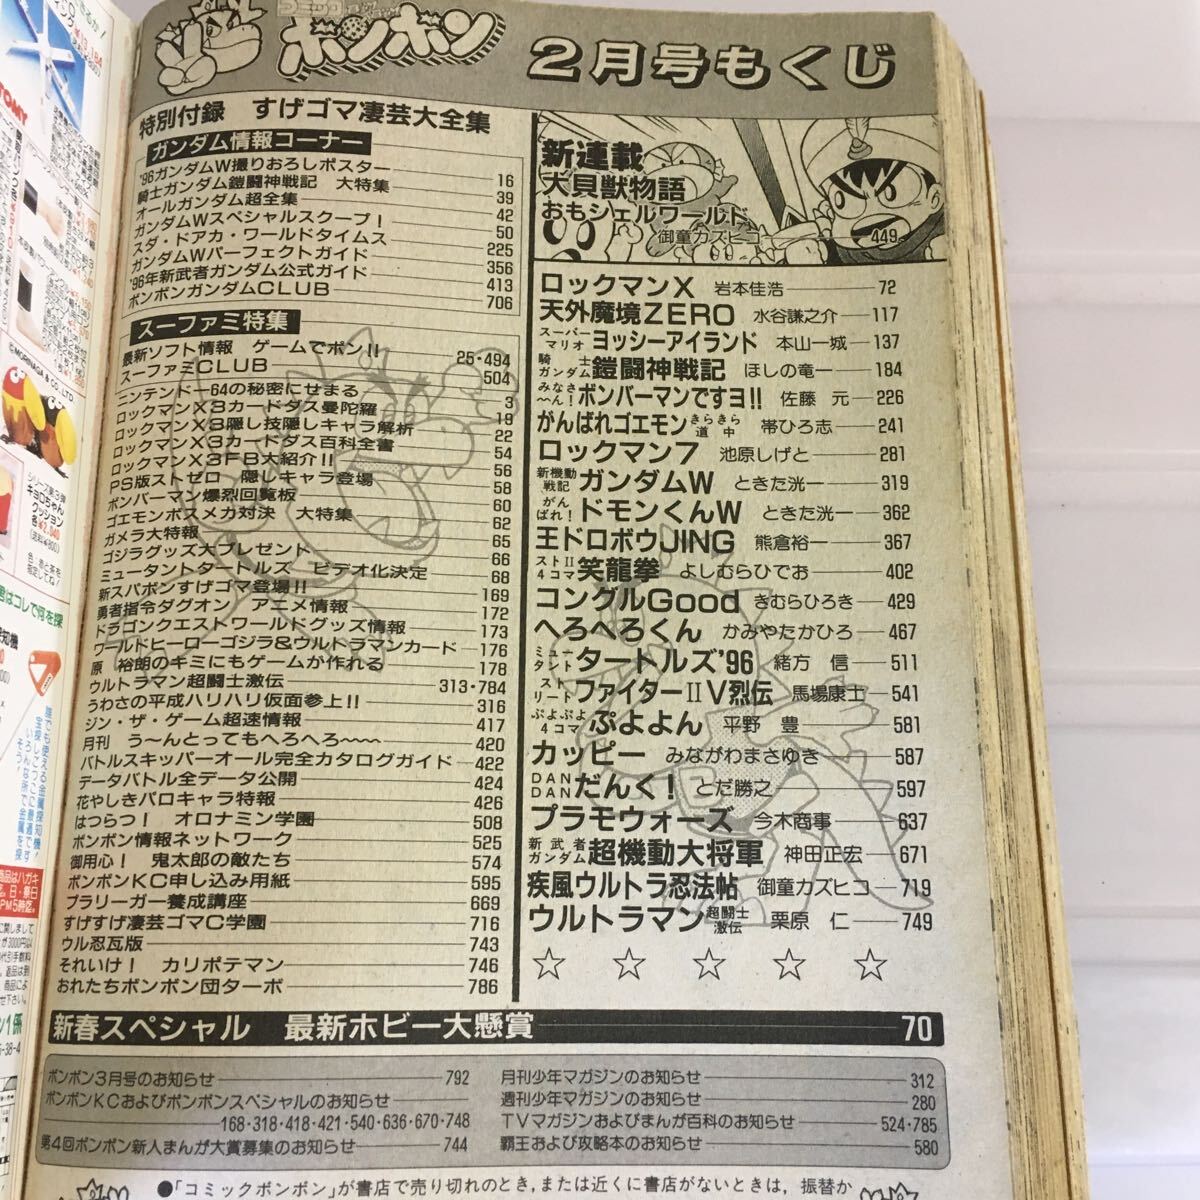 コミックボンボン
2月号もくじ
特別付録　すげゴマ凄芸大全集
ガンダム情報コーナー
'96ガンダムW撮りおろしポスター
騎士ガンダム鎧闘神戦記　大特集 16
オールガンダム超全集 39
ガンダムWスペシャルスクープ! 42
スダ・ドアカ・ワールドタイムス 50
ガンダムWパーフェクトガイド 225
'96年新武者ガンダム公式ガイド 356
ボンボンガンダムCLUB 413
706
スーファミ特集
最新ソフト情報　ゲームでポン!! 25・494
スーファミCLUB 504
ニンテンドー64の秘密にせまる 3
ロックマンX3カードダス曼陀羅 19
ロックマンX3隠し技隠しキャラ解析 22
ロックマンX3カードダス百科全書 54
ロックマンX3FB大紹介!! 56
PS版ストゼロ　隠しキャラ登場 58
ボンバーマン爆烈回覧板 60
ゴエモンボスメカ対決　大特集 62
ガメラ大特報 65
ゴジラグッズ大プレゼント 66
ミュータントタートルズ　ビデオ化決定 68
新スパボンすげゴマ登場!! 169
勇者指令ダグオン　アニメ情報 172
ドラゴンクエストワールドグッズ情報 173
ワールドヒーローゴジラ&ウルトラマンカード 176
原　裕朗のキミにもゲームが作れる 178
ウルトラマン超闘士激伝 313・784
うわさの平成ハリハリ仮面参上!! 316
ジン・ザ・ゲーム超速情報 417
月刊　う〜んとってもへろへろ〜〜〜 420
バトルスキッパーオール完全カタログガイド 422
データバトル全データ公開 424
花やしきパロキャラ特報 426
はつらつ!　オロナミン学園 508
ボンボン情報ネットワーク 525
御用心!　鬼太郎の敵たち 574
ボンボンKC申し込み用紙 595
プラリーガー養成講座 669
すげすげ凄芸ゴマC学園 716
ウル忍瓦版 743
それいけ!　カリポテマン 746
おれたちボンボン団ターボ 786
新連載
大貝獣物語
おもシェルワールド
御童カズヒコ 449
ロックマンX　岩本佳浩 72
天外魔境ZERO　水谷謙之介 117
スーパーマリオ ヨッシーアイランド　本山一城 137
騎士ガンダム 鎧闘神戦記　ほしの竜一 184
みなさ〜ん! ボンバーマンですヨ!!　佐藤　元 226
がんばれゴエモン きらきら道中　帯ひろ志 241
ロックマン7　池原しげと 281
新機動戦記 ガンダムW　ときた洸一 319
がんばれ! ドモンくんW　ときた洸一 362
王ドロボウJING　熊倉裕一 367
ストII 4コマ 笑龍拳　よしむらひでお 402
コングルGood　きむらひろき 429
へろへろくん　かみやたかひろ 467
ミュータント タートルズ'96　緒方　信 511
ストリート ファイターII V烈伝　馬場康士 541
ぷよぷよ 4コマ ぷよよん　平野　豊 581
カッピー　みながわまさゆき 587
DAN DAN だんく!　とだ勝之 597
プラモウォーズ　今木商事 637
新武者ガンダム 超機動大将軍　神田正宏 671
疾風ウルトラ忍法帖　御童カズヒコ 719
ウルトラマン 超闘士激伝　栗原　仁 749
☆ ☆ ☆ ☆ ☆
新春スペシャル　最新ホビー大懸賞 70
ボンボン3月号のお知らせ 792
ボンボンKCおよびボンボンスペシャルのお知らせ
168・318・418・421・540・636・670・748
第4回ボンボン新人まんが大賞募集のお知らせ 744
月刊少年マガジンのお知らせ 312
週刊少年マガジンのお知らせ 280
TVマガジンおよびまんが百科のお知らせ 524・785
覇王および攻略本のお知らせ 580
●「コミックボンボン」が書店で売り切れのとき,または近くに書店がないときは, 振替か
TOMY
©MORINAGA & CO., LTD.
シリーズ第3弾
キョロちゃん
クッション
各¥2,040